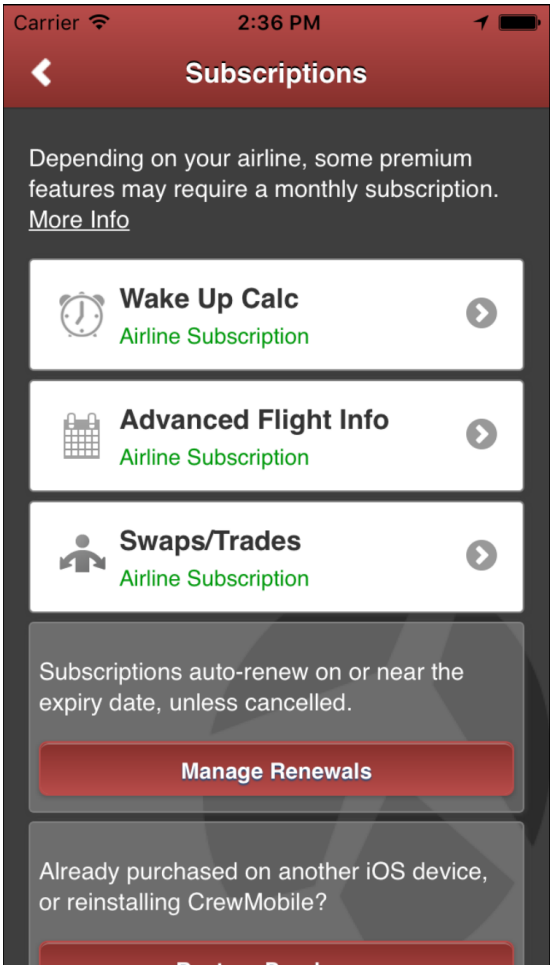 Carrier 2:36 PM
Subscriptions
Depending on your airline, some premium
features may require a monthly subscription.
More Info
Wake Up Calc
Airline Subscription
Advanced Flight Info
Airline Subscription
Swaps/Trades
Airline Subscription
Subscriptions auto-renew on or near the
expiry date, unless cancelled.
Manage Renewals
Already purchased on another iOS device,
or reinstalling CrewMobile?